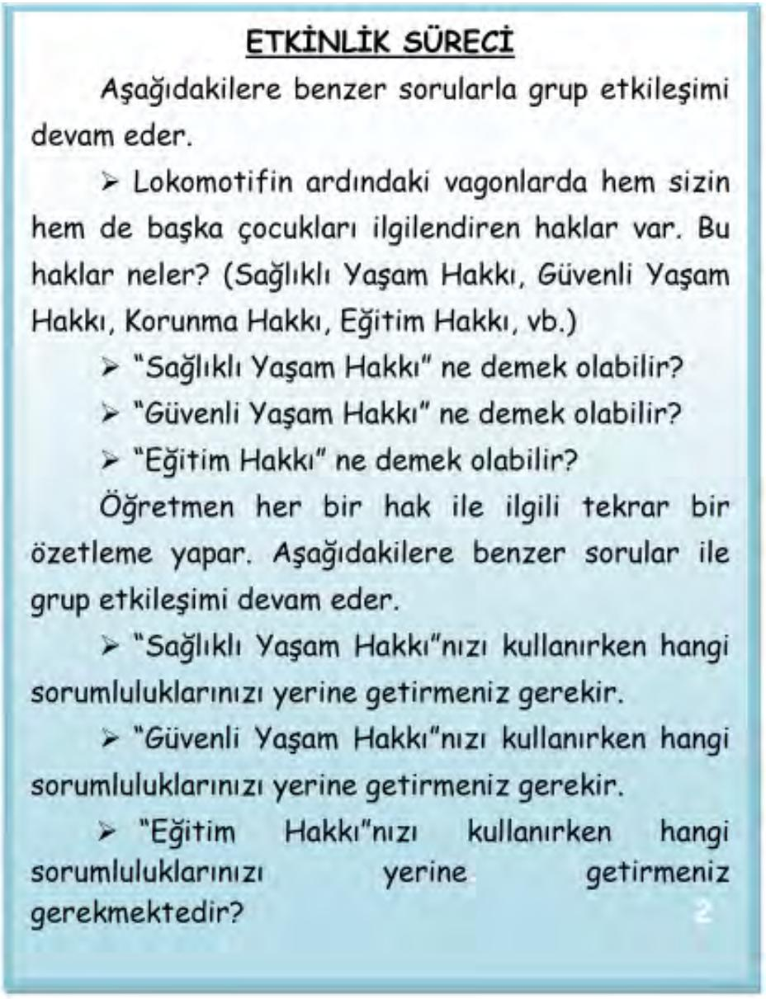 ETKİNLİK SÜRECİ
Aşağıdakilere benzer sorularla grup etkileşimi
devam eder.
➢ Lokomotifin ardındaki vagonlarda hem sizin
hem de başka çocukları ilgilendiren haklar var. Bu
haklar neler? (Sağlıklı Yaşam Hakkı, Güvenli Yaşam
Hakkı, Korunma Hakkı, Eğitim Hakkı, vb.)
➢ “Sağlıklı Yaşam Hakkı” ne demek olabilir?
➢ “Güvenli Yaşam Hakkı” ne demek olabilir?
➢ “Eğitim Hakkı” ne demek olabilir?
Öğretmen her bir hak ile ilgili tekrar bir
özetleme yapar. Aşağıdakilere benzer sorular ile
grup etkileşimi devam eder.
➢ “Sağlıklı Yaşam Hakkı”nızı kullanırken hangi
sorumluluklarınızı yerine getirmeniz gerekir.
➢ “Güvenli Yaşam Hakkı”nızı kullanırken hangi
sorumluluklarınızı yerine getirmeniz gerekir.
➢ “Eğitim Hakkı”nızı kullanırken hangi
sorumluluklarınızı yerine getirmeniz
gerekmektedir?
2